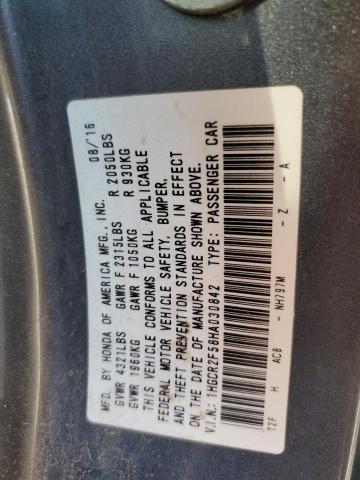 MFD. BY HONDA OF AMERICA MFG., INC. 08/16
GVWR 4321LBS GAWR F 2315LBS R 2050LBS
GVWR 1960KG GAWR F 1050KG R 930KG
THIS VEHICLE CONFORMS TO ALL APPLICABLE
FEDERAL MOTOR VEHICLE SAFETY, BUMPER,
AND THEFT PREVENTION STANDARDS IN EFFECT
ON THE DATE OF MANUFACTURE SHOWN ABOVE.
V.I.N.: 1HGCR2F58HA030842 TYPE: PASSENGER CAR
T2F H AC8 - NH797M - Z - A